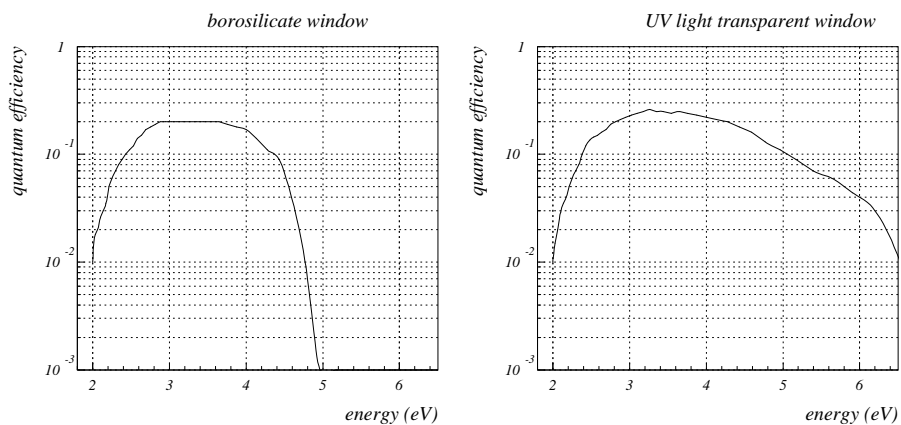 borosilicate window
quantum efficiency
1
10 -1
10 -2
10 -3
2 3 4 5 6
energy (eV)
UV light transparent window
quantum efficiency
1
10 -1
10 -2
10 -3
2 3 4 5 6
energy (eV)